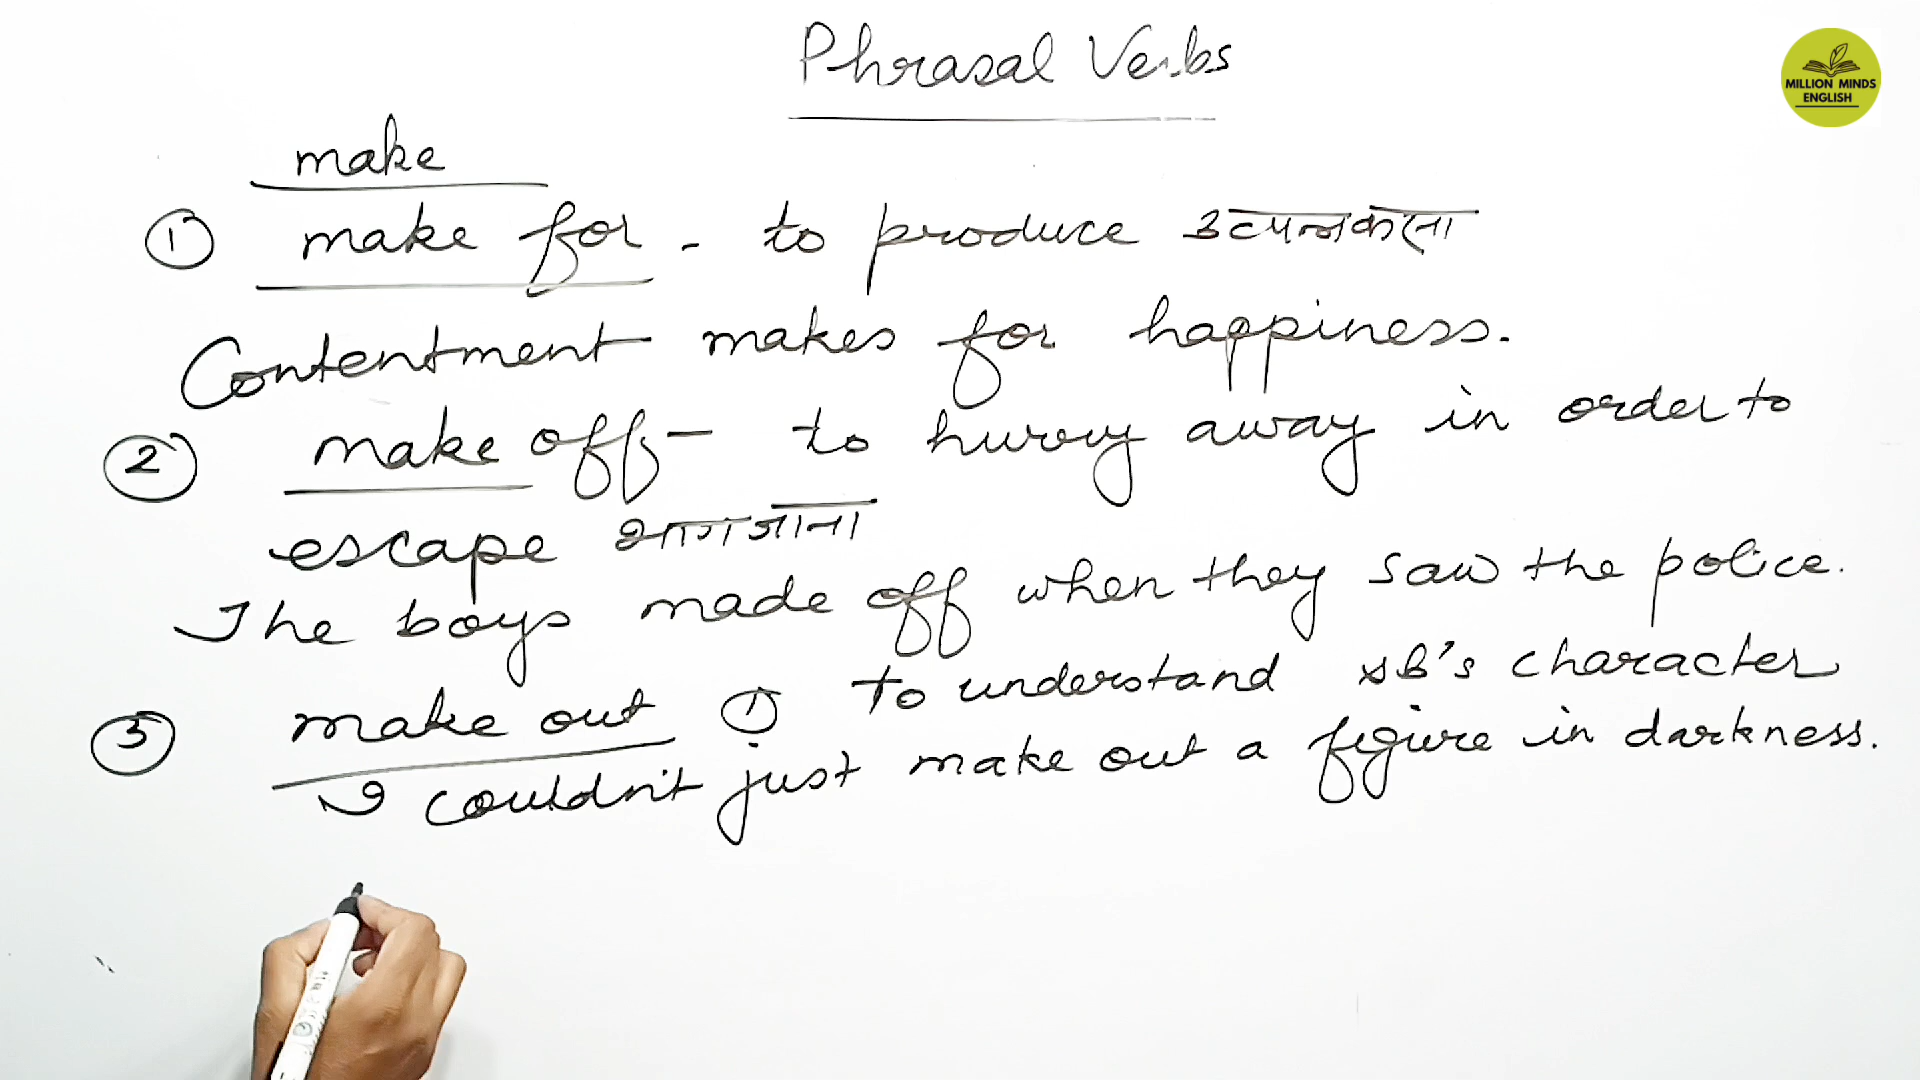 Phrasal Verbs
MILLION MINDS
ENGLISH
make
① make for - to produce उत्पन्न करना
Contentment makes for happiness.
② make off - to hurry away in order to
escape भाग जाना
The boys made off when they saw the police.
③ make out ① to understand sb's character
I couldn't just make out a figure in darkness.